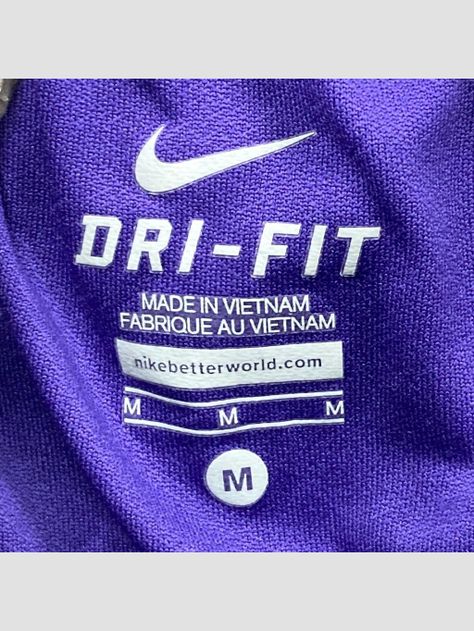 DRI-FIT
MADE IN VIETNAM
FABRIQUE AU VIETNAM
nikebetterworld.com
M M M
M